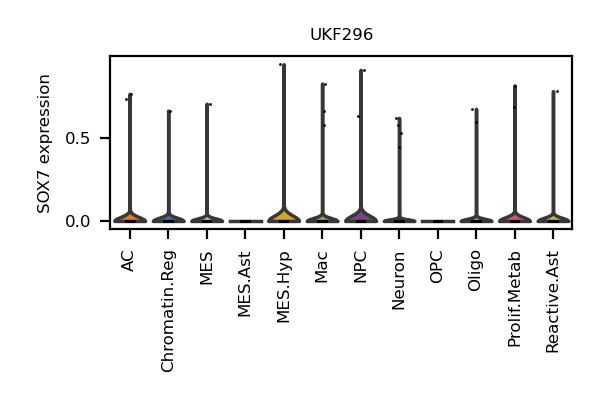 UKF296
SOX7 expression
0.5
0.0
AC
Chromatin.Reg
MES
MES.Ast
MES.Hyp
Mac
NPC
Neuron
OPC
Oligo
Prolif.Metab
Reactive.Ast